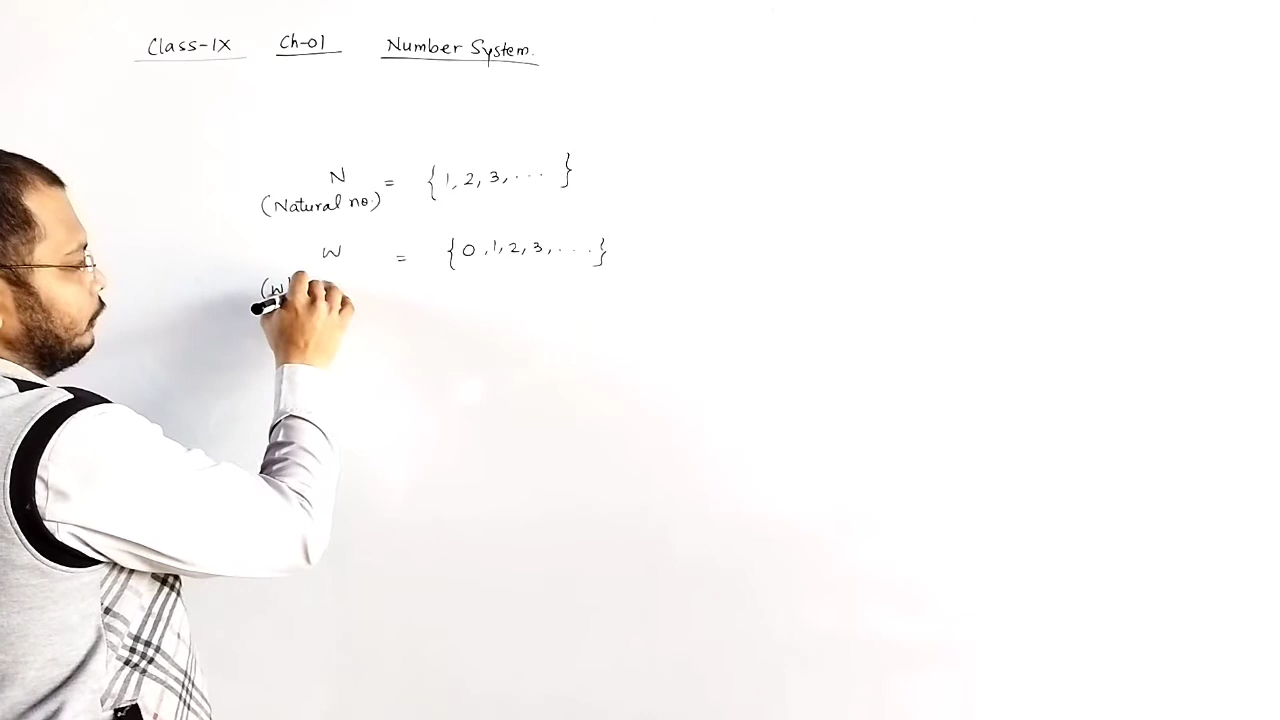 Class-IX Ch-01 Number System.
N = {1, 2, 3, ... }
(Natural no.)
W = {0, 1, 2, 3, ....}